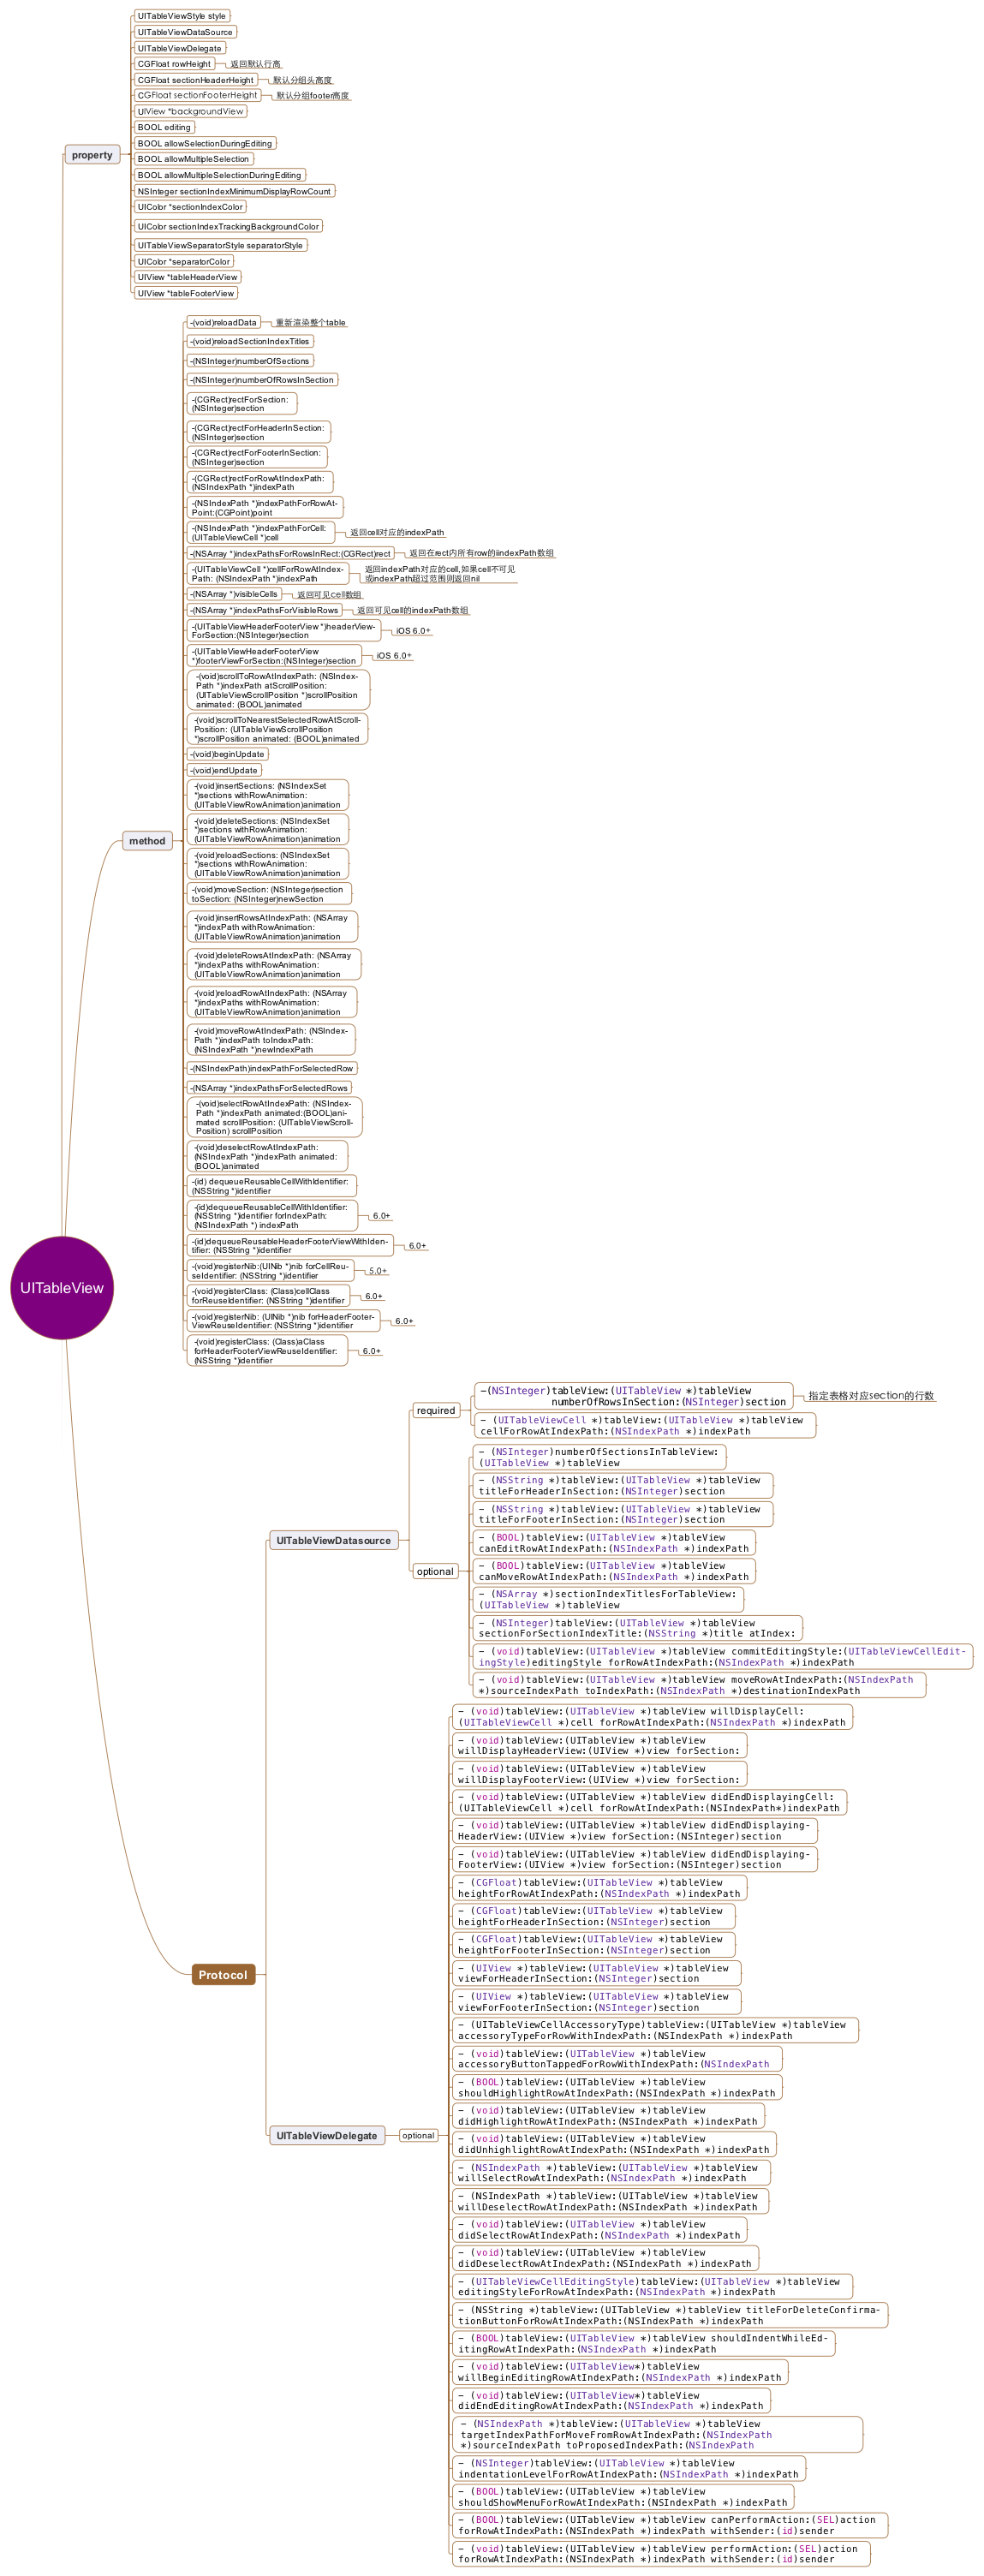 UITableView
property
UITableViewStyle style
UITableViewDataSource
UITableViewDelegate
CGFloat rowHeight
返回默认行高
CGFloat sectionHeaderHeight
默认分组头高度
CGFloat sectionFooterHeight
默认分组footer高度
UIView *backgroundView
BOOL editing
BOOL allowSelectionDuringEditing
BOOL allowMultipleSelection
BOOL allowMultipleSelectionDuringEditing
NSInteger sectionIndexMinimumDisplayRowCount
UIColor *sectionIndexColor
UIColor sectionIndexTrackingBackgroundColor
UITableViewSeparatorStyle separatorStyle
UIColor *separatorColor
UIView *tableHeaderView
UIView *tableFooterView
method
-(void)reloadData
重新渲染整个table
-(void)reloadSectionIndexTitles
-(NSInteger)numberOfSections
-(NSInteger)numberOfRowsInSection
-(CGRect)rectForSection:
(NSInteger)section
-(CGRect)rectForHeaderInSection:
(NSInteger)section
-(CGRect)rectForFooterInSection:
(NSInteger)section
-(CGRect)rectForRowAtIndexPath:
(NSIndexPath *)indexPath
-(NSIndexPath *)indexPathForRowAt-
Point:(CGPoint)point
-(NSIndexPath *)indexPathForCell:
(UITableViewCell *)cell
返回cell对应的indexPath
-(NSArray *)indexPathsForRowsInRect:(CGRect)rect
返回在rect内所有row的iindexPath数组
-(UITableViewCell *)cellForRowAtIndex-
Path: (NSIndexPath *)indexPath
返回indexPath对应的cell,如果cell不可见
或indexPath超过范围则返回nil
-(NSArray *)visibleCells
返回可见cell数组
-(NSArray *)indexPathsForVisibleRows
返回可见cell的indexPath数组
-(UITableViewHeaderFooterView *)headerView-
ForSection:(NSInteger)section
iOS 6.0+
-(UITableViewHeaderFooterView
*)footerViewForSection:(NSInteger)section
iOS 6.0+
-(void)scrollToRowAtIndexPath: (NSIndex-
Path *)indexPath atScrollPosition:
(UITableViewScrollPosition *)scrollPosition
animated: (BOOL)animated
-(void)scrollToNearestSelectedRowAtScroll-
Position: (UITableViewScrollPosition
*)scrollPosition animated: (BOOL)animated
-(void)beginUpdate
-(void)endUpdate
-(void)insertSections: (NSIndexSet
*)sections withRowAnimation:
(UITableViewRowAnimation)animation
-(void)deleteSections: (NSIndexSet
*)sections withRowAnimation:
(UITableViewRowAnimation)animation
-(void)reloadSections: (NSIndexSet
*)sections withRowAnimation:
(UITableViewRowAnimation)animation
-(void)moveSection: (NSInteger)section
toSection: (NSInteger)newSection
-(void)insertRowsAtIndexPath: (NSArray
*)indexPath withRowAnimation:
(UITableViewRowAnimation)animation
-(void)deleteRowsAtIndexPath: (NSArray
*)indexPaths withRowAnimation:
(UITableViewRowAnimation)animation
-(void)reloadRowAtIndexPath: (NSArray
*)indexPaths withRowAnimation:
(UITableViewRowAnimation)animation
-(void)moveRowAtIndexPath: (NSIndex-
Path *)indexPath toIndexPath:
(NSIndexPath *)newIndexPath
-(NSIndexPath)indexPathForSelectedRow
-(NSArray *)indexPathsForSelectedRows
-(void)selectRowAtIndexPath: (NSIndex-
Path *)indexPath animated:(BOOL)ani-
mated scrollPosition: (UITableViewScroll-
Position) scrollPosition
-(void)deselectRowAtIndexPath:
(NSIndexPath *)indexPath animated:
(BOOL)animated
-(id) dequeueReusableCellWithIdentifier:
(NSString *)identifier
-(id)dequeueReusableCellWithIdentifier:
(NSString *)identifier forIndexPath:
(NSIndexPath *) indexPath
6.0+
-(id)dequeueReusableHeaderFooterViewWithIden-
tifier: (NSString *)identifier
6.0+
-(void)registerNib:(UINib *)nib forCellReu-
seIdentifier: (NSString *)identifier
5.0+
-(void)registerClass: (Class)cellClass
forReuseIdentifier: (NSString *)identifier
6.0+
-(void)registerNib: (UINib *)nib forHeaderFooter-
ViewReuseIdentifier: (NSString *)identifier
6.0+
-(void)registerClass: (Class)aClass
forHeaderFooterViewReuseIdentifier:
(NSString *)identifier
6.0+
Protocol
UITableViewDatasource
required
-(NSInteger)tableView:(UITableView *)tableView
numberOfRowsInSection:(NSInteger)section
指定表格对应section的行数
- (UITableViewCell *)tableView:(UITableView *)tableView
cellForRowAtIndexPath:(NSIndexPath *)indexPath
optional
- (NSInteger)numberOfSectionsInTableView:
(UITableView *)tableView
- (NSString *)tableView:(UITableView *)tableView
titleForHeaderInSection:(NSInteger)section
- (NSString *)tableView:(UITableView *)tableView
titleForFooterInSection:(NSInteger)section
- (BOOL)tableView:(UITableView *)tableView
canEditRowAtIndexPath:(NSIndexPath *)indexPath
- (BOOL)tableView:(UITableView *)tableView
canMoveRowAtIndexPath:(NSIndexPath *)indexPath
- (NSArray *)sectionIndexTitlesForTableView:
(UITableView *)tableView
- (NSInteger)tableView:(UITableView *)tableView
sectionForSectionIndexTitle:(NSString *)title atIndex:
- (void)tableView:(UITableView *)tableView commitEditingStyle:(UITableViewCellEdit-
ingStyle)editingStyle forRowAtIndexPath:(NSIndexPath *)indexPath
- (void)tableView:(UITableView *)tableView moveRowAtIndexPath:(NSIndexPath
*)sourceIndexPath toIndexPath:(NSIndexPath *)destinationIndexPath
UITableViewDelegate
optional
- (void)tableView:(UITableView *)tableView willDisplayCell:
(UITableViewCell *)cell forRowAtIndexPath:(NSIndexPath *)indexPath
- (void)tableView:(UITableView *)tableView
willDisplayHeaderView:(UIView *)view forSection:
- (void)tableView:(UITableView *)tableView
willDisplayFooterView:(UIView *)view forSection:
- (void)tableView:(UITableView *)tableView didEndDisplayingCell:
(UITableViewCell *)cell forRowAtIndexPath:(NSIndexPath*)indexPath
- (void)tableView:(UITableView *)tableView didEndDisplaying-
HeaderView:(UIView *)view forSection:(NSInteger)section
- (void)tableView:(UITableView *)tableView didEndDisplaying-
FooterView:(UIView *)view forSection:(NSInteger)section
- (CGFloat)tableView:(UITableView *)tableView
heightForRowAtIndexPath:(NSIndexPath *)indexPath
- (CGFloat)tableView:(UITableView *)tableView
heightForHeaderInSection:(NSInteger)section
- (CGFloat)tableView:(UITableView *)tableView
heightForFooterInSection:(NSInteger)section
- (UIView *)tableView:(UITableView *)tableView
viewForHeaderInSection:(NSInteger)section
- (UIView *)tableView:(UITableView *)tableView
viewForFooterInSection:(NSInteger)section
- (UITableViewCellAccessoryType)tableView:(UITableView *)tableView
accessoryTypeForRowWithIndexPath:(NSIndexPath *)indexPath
- (void)tableView:(UITableView *)tableView
accessoryButtonTappedForRowWithIndexPath:(NSIndexPath
- (BOOL)tableView:(UITableView *)tableView
shouldHighlightRowAtIndexPath:(NSIndexPath *)indexPath
- (void)tableView:(UITableView *)tableView
didHighlightRowAtIndexPath:(NSIndexPath *)indexPath
- (void)tableView:(UITableView *)tableView
didUnhighlightRowAtIndexPath:(NSIndexPath *)indexPath
- (NSIndexPath *)tableView:(UITableView *)tableView
willSelectRowAtIndexPath:(NSIndexPath *)indexPath
- (NSIndexPath *)tableView:(UITableView *)tableView
willDeselectRowAtIndexPath:(NSIndexPath *)indexPath
- (void)tableView:(UITableView *)tableView
didSelectRowAtIndexPath:(NSIndexPath *)indexPath
- (void)tableView:(UITableView *)tableView
didDeselectRowAtIndexPath:(NSIndexPath *)indexPath
- (UITableViewCellEditingStyle)tableView:(UITableView *)tableView
editingStyleForRowAtIndexPath:(NSIndexPath *)indexPath
- (NSString *)tableView:(UITableView *)tableView titleForDeleteConfirma-
tionButtonForRowAtIndexPath:(NSIndexPath *)indexPath
- (BOOL)tableView:(UITableView *)tableView shouldIndentWhileEd-
itingRowAtIndexPath:(NSIndexPath *)indexPath
- (void)tableView:(UITableView*)tableView
willBeginEditingRowAtIndexPath:(NSIndexPath *)indexPath
- (void)tableView:(UITableView*)tableView
didEndEditingRowAtIndexPath:(NSIndexPath *)indexPath
- (NSIndexPath *)tableView:(UITableView *)tableView
targetIndexPathForMoveFromRowAtIndexPath:(NSIndexPath
*)sourceIndexPath toProposedIndexPath:(NSIndexPath
- (NSInteger)tableView:(UITableView *)tableView
indentationLevelForRowAtIndexPath:(NSIndexPath *)indexPath
- (BOOL)tableView:(UITableView *)tableView
shouldShowMenuForRowAtIndexPath:(NSIndexPath *)indexPath
- (BOOL)tableView:(UITableView *)tableView canPerformAction:(SEL)action
forRowAtIndexPath:(NSIndexPath *)indexPath withSender:(id)sender
- (void)tableView:(UITableView *)tableView performAction:(SEL)action
forRowAtIndexPath:(NSIndexPath *)indexPath withSender:(id)sender